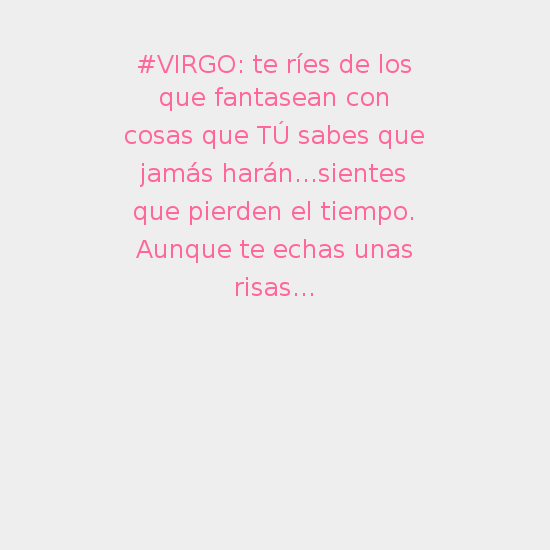 #VIRGO: te ríes de los
que fantasean con
cosas que TÚ sabes que
jamás harán...sientes
que pierden el tiempo.
Aunque te echas unas
risas...